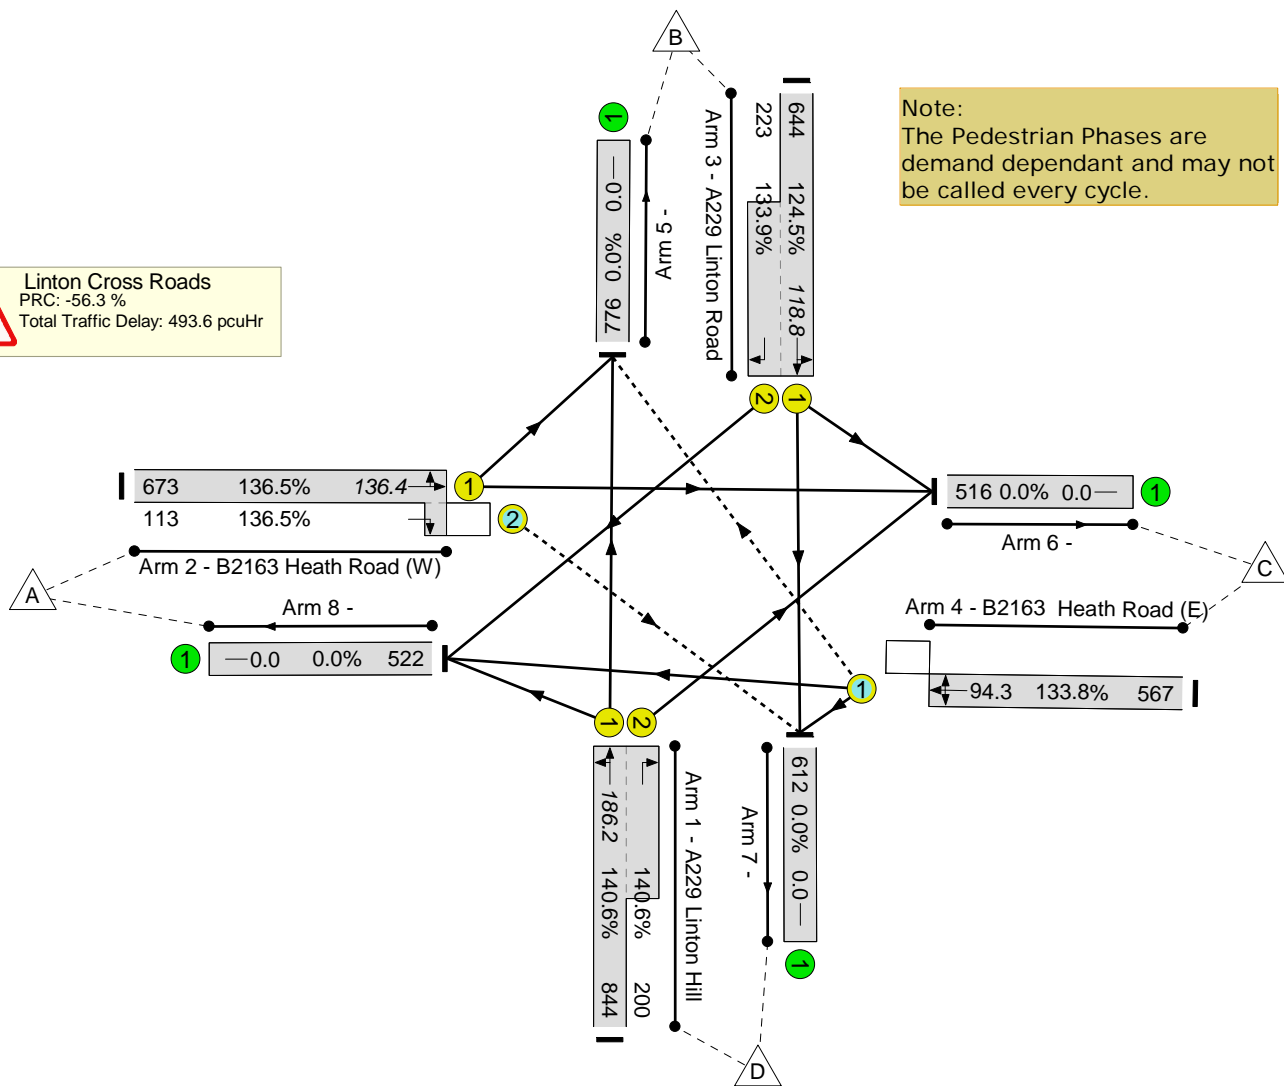 B
Note:
The Pedestrian Phases are
demand dependant and may not
be called every cycle.
Linton Cross Roads
PRC: -56.3 %
Total Traffic Delay: 493.6 pcuHr
1
776 0.0% 0.0
Arm 5 -
Arm 3 - A229 Linton Road
223 133.9%
644 124.5% 118.8
2 1
673 136.5% 136.4 1
113 136.5% 2
Arm 2 - B2163 Heath Road (W)
A
Arm 8 -
1 0.0 0.0% 522
516 0.0% 0.0 1
Arm 6 -
C
Arm 4 - B2163 Heath Road (E)
1 94.3 133.8% 567
1 2
844 140.6% 186.2
200 140.6%
Arm 1 - A229 Linton Hill
Arm 7 -
612 0.0% 0.0
1
D